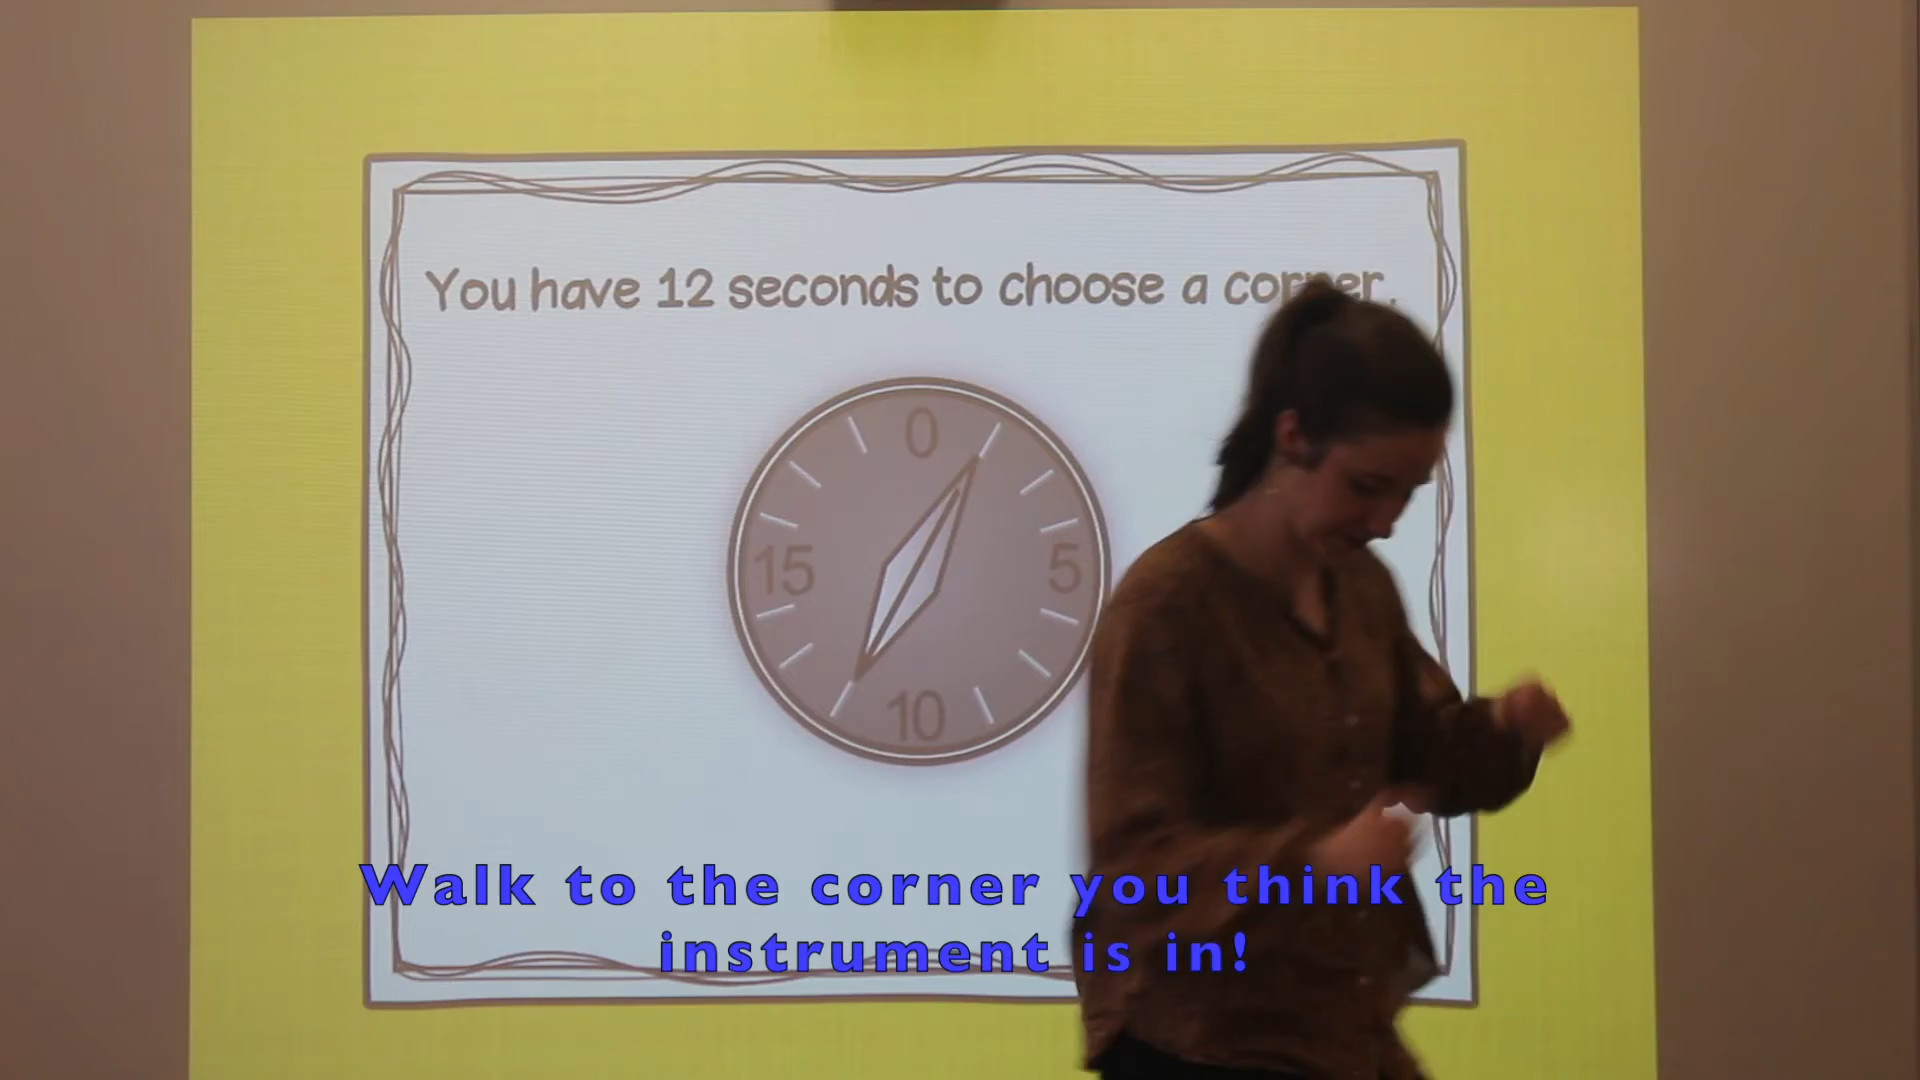 You have 12 seconds to choose a corner.
0
15
5
10
Walk to the corner you think the
instrument is in!